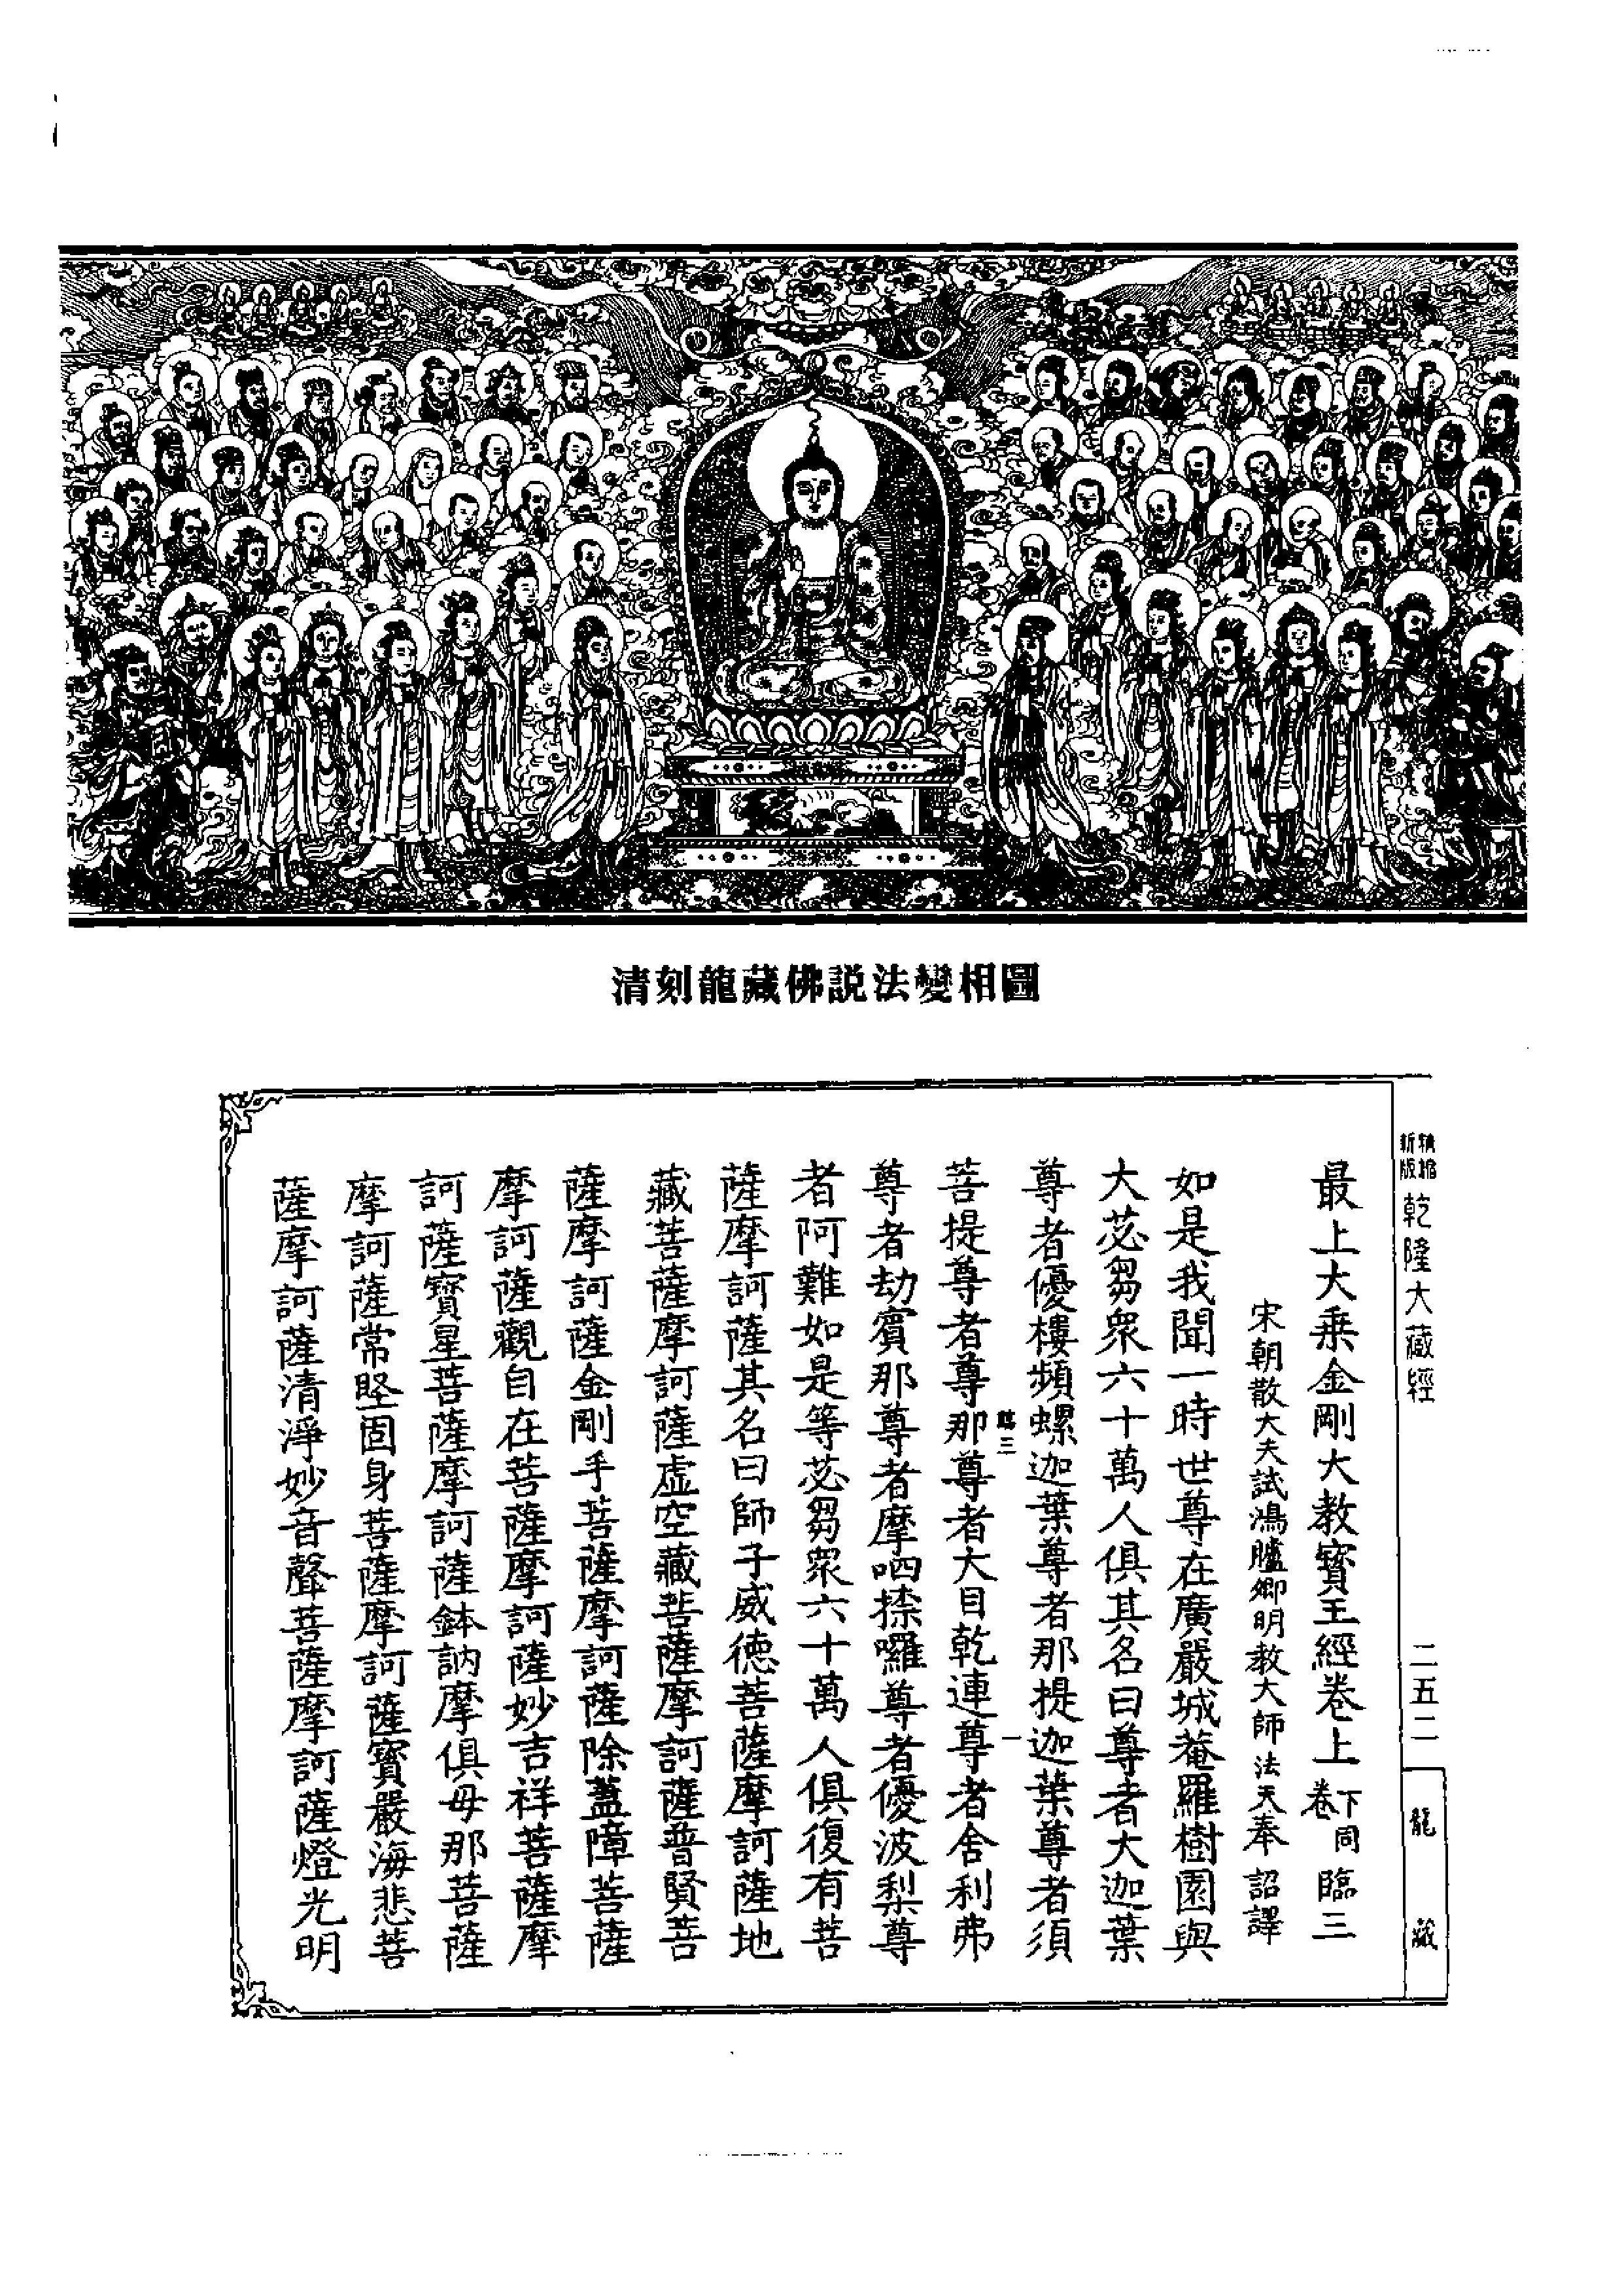 清刻龍藏佛説法變相圖
新版
精縮
乾隆大藏經
二五二
龍藏
最上大乗金剛大教寳王經卷上 下卷同 臨三
宋朝散大夫試鴻臚卿明教大師法天奉 詔譯
如是我聞一時世尊在廣嚴城菴羅樹園與
大苾芻衆六十萬人俱其名曰尊者大迦葉
尊者優樓頻螺迦葉尊者那提迦葉尊者須
臨三
一
菩提尊者尊那尊者大目乾連尊者舍利弗
尊者劫賓那尊者摩呬捺囉尊者優波梨尊
者阿難如是等苾芻衆六十萬人俱復有菩
薩摩訶薩其名曰師子威德菩薩摩訶薩地
藏菩薩摩訶薩虛空藏菩薩摩訶薩普賢菩
薩摩訶薩金剛手菩薩摩訶薩除蓋障菩薩
摩訶薩觀自在菩薩摩訶薩妙吉祥菩薩摩
訶薩寳星菩薩摩訶薩鉢訥摩俱毋那菩薩
摩訶薩常堅固身菩薩摩訶薩寳嚴海悲菩
薩摩訶薩清淨妙音聲菩薩摩訶薩燈光明